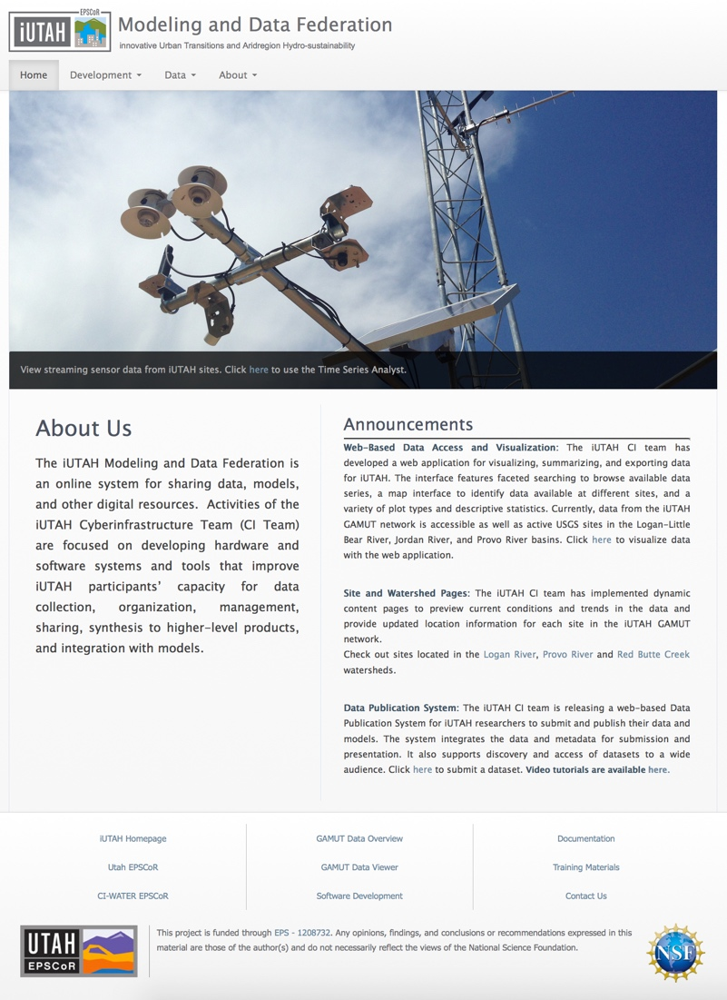 EPSCoR
iUTAH
Modeling and Data Federation
innovative Urban Transitions and Aridregion Hydro-sustainability
Home Development Data About
View streaming sensor data from iUTAH sites. Click here to use the Time Series Analyst.
About Us
The iUTAH Modeling and Data Federation is
an online system for sharing data, models,
and other digital resources. Activities of the
iUTAH Cyberinfrastructure Team (CI Team)
are focused on developing hardware and
software systems and tools that improve
iUTAH participants’ capacity for data
collection, organization, management,
sharing, synthesis to higher-level products,
and integration with models.
Announcements
Web-Based Data Access and Visualization: The iUTAH CI team has
developed a web application for visualizing, summarizing, and exporting data
for iUTAH. The interface features faceted searching to browse available data
series, a map interface to identify data available at different sites, and a
variety of plot types and descriptive statistics. Currently, data from the iUTAH
GAMUT network is accessible as well as active USGS sites in the Logan-Little
Bear River, Jordan River, and Provo River basins. Click here to visualize data
with the web application.
Site and Watershed Pages: The iUTAH CI team has implemented dynamic
content pages to preview current conditions and trends in the data and
provide updated location information for each site in the iUTAH GAMUT
network.
Check out sites located in the Logan River, Provo River and Red Butte Creek
watersheds.
Data Publication System: The iUTAH CI team is releasing a web-based Data
Publication System for iUTAH researchers to submit and publish their data and
models. The system integrates the data and metadata for submission and
presentation. It also supports discovery and access of datasets to a wide
audience. Click here to submit a dataset. Video tutorials are available here.
iUTAH Homepage
Utah EPSCoR
CI-WATER EPSCoR
GAMUT Data Overview
GAMUT Data Viewer
Software Development
Documentation
Training Materials
Contact Us
UTAH
EPSCoR
This project is funded through EPS - 1208732. Any opinions, findings, and conclusions or recommendations expressed in this
material are those of the author(s) and do not necessarily reflect the views of the National Science Foundation.
NSF